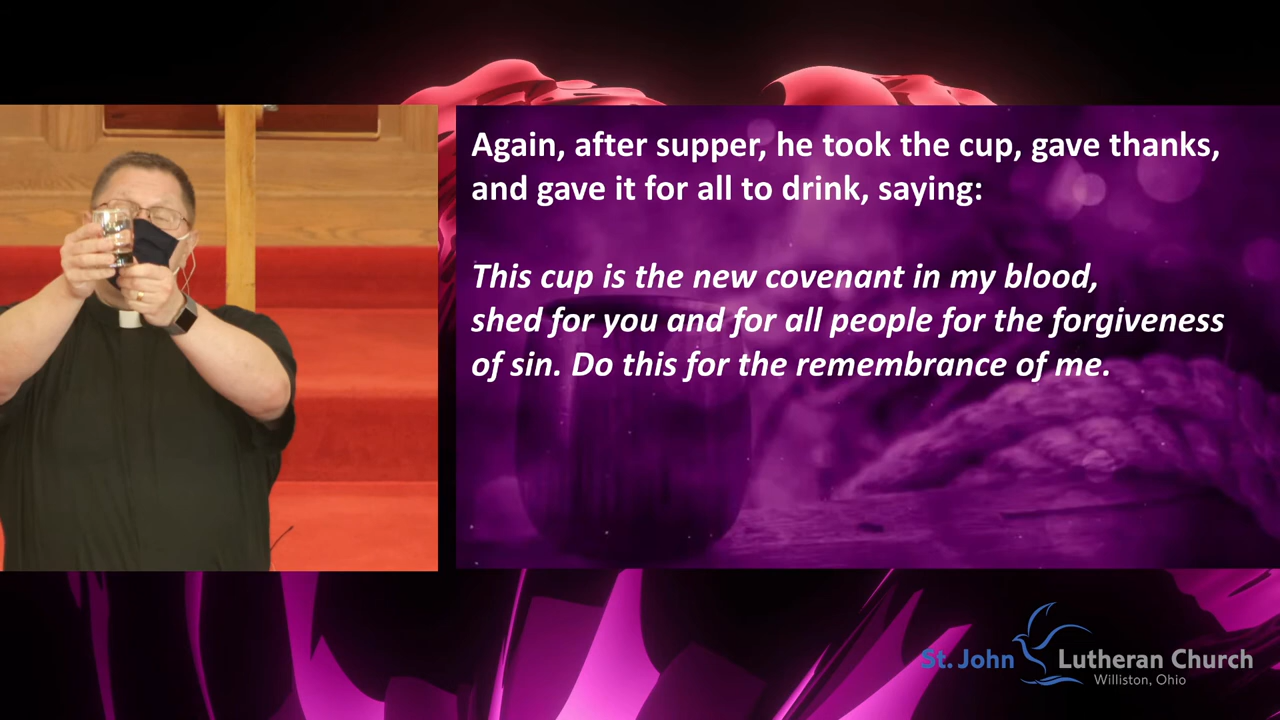 Again, after supper, he took the cup, gave thanks,
and gave it for all to drink, saying:
This cup is the new covenant in my blood,
shed for you and for all people for the forgiveness
of sin. Do this for the remembrance of me.
St. John Lutheran Church
Williston, Ohio